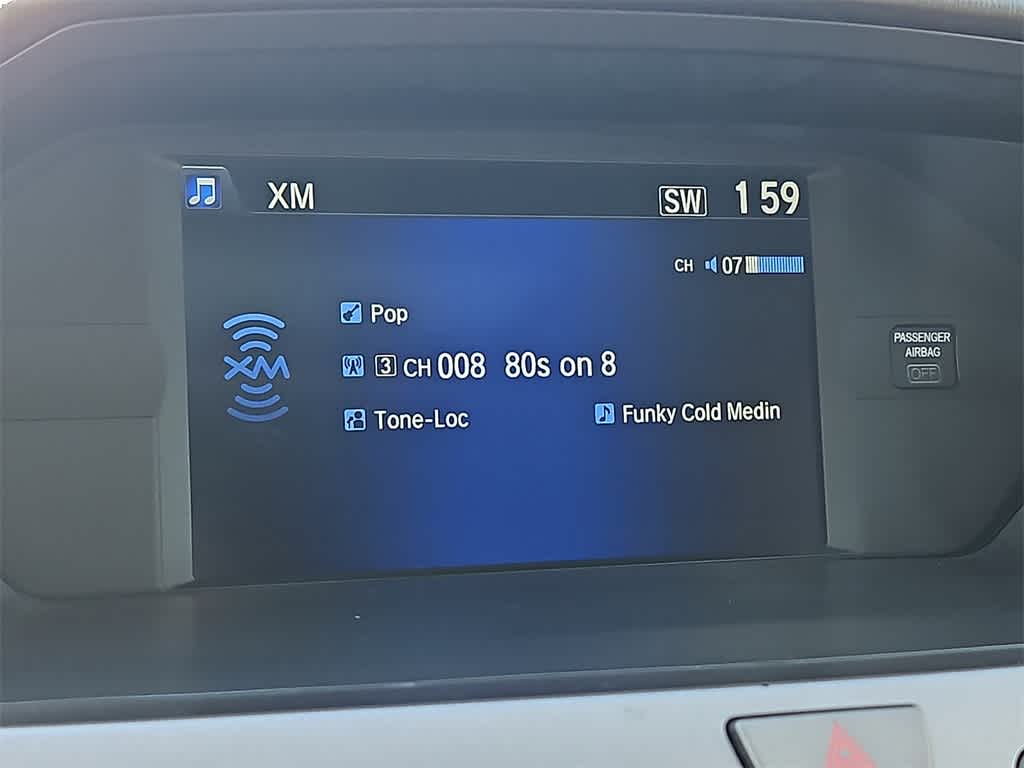 XM SW 1 59
CH 07
Pop
XM
3 CH 008 80s on 8
Tone-Loc Funky Cold Medin
PASSENGER
AIRBAG
OFF